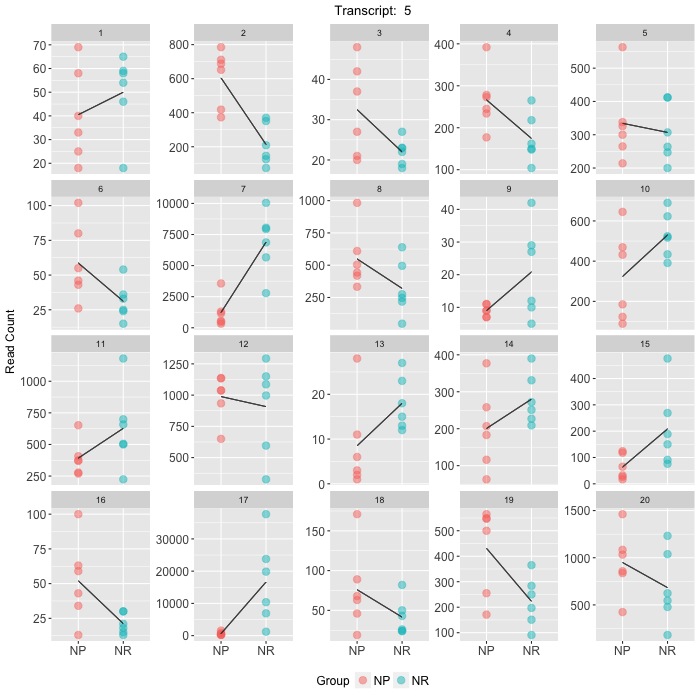 Transcript: 5
1 2 3 4 5
70 60 50 40 30 20
800 600 400 200
40 30 20
400 300 200 100
500 400 300 200
6 7 8 9 10
100 75 50 25
10000 7500 5000 2500 0
1000 750 500 250
40 30 20 10
600 400 200
Read Count
11 12 13 14 15
1000 750 500 250
1250 1000 750 500
20 10 0
400 300 200 100
400 300 200 100 0
16 17 18 19 20
100 75 50 25
30000 20000 10000 0
150 100 50
500 400 300 200 100
1500 1000 500
NP NR NP NR NP NR NP NR NP NR
Group NP NR